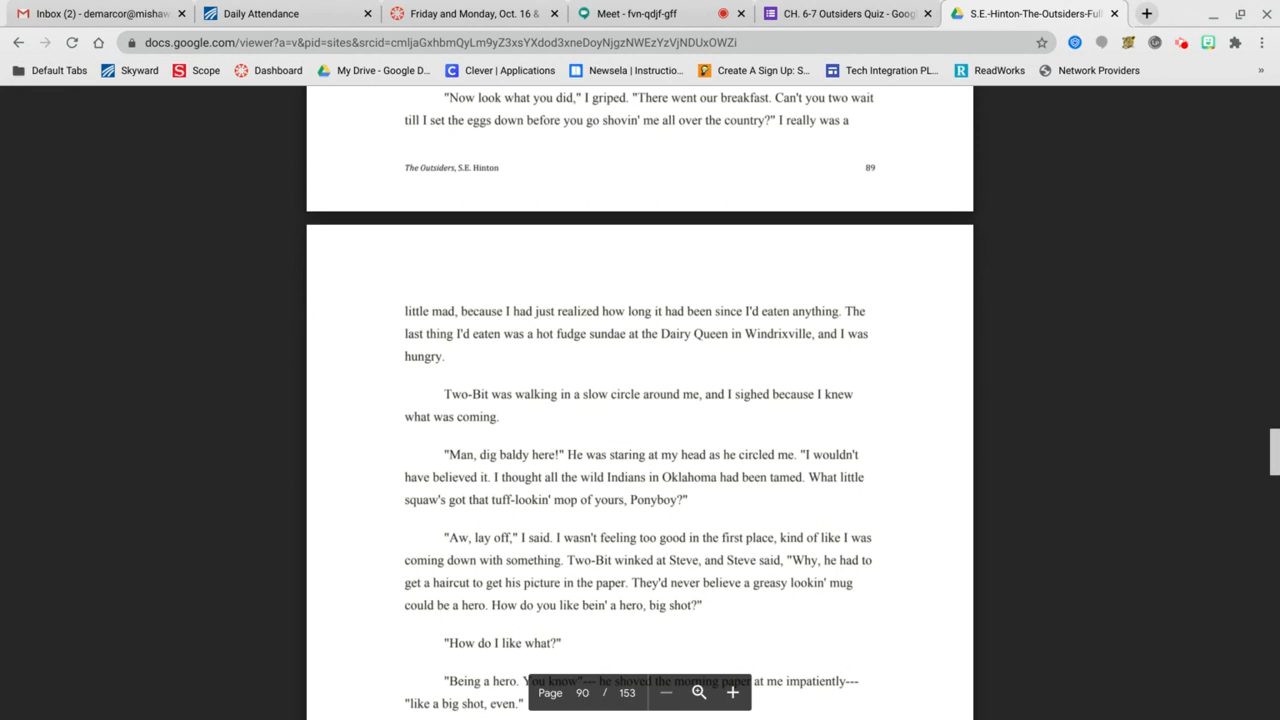 Inbox (2) - demarcor@mishaw
Daily Attendance
Friday and Monday, Oct. 16 &
Meet - fvn-qdjf-gff
CH. 6-7 Outsiders Quiz - Goog
S.E.-Hinton-The-Outsiders-Full
docs.google.com/viewer?a=v&pid=sites&srcid=cmljaGxhbmQyLm9yZ3xsYXdod3xneDoyNjgzNWEzYzVjNDUxOWZi
Default Tabs
Skyward
Scope
Dashboard
My Drive - Google D...
Clever | Applications
Newsela | Instructio...
Create A Sign Up: S...
Tech Integration PL...
ReadWorks
Network Providers
"Now look what you did," I griped. "There went our breakfast. Can't you two wait
till I set the eggs down before you go shovin' me all over the country?" I really was a
The Outsiders, S.E. Hinton
89
little mad, because I had just realized how long it had been since I'd eaten anything. The
last thing I'd eaten was a hot fudge sundae at the Dairy Queen in Windrixville, and I was
hungry.
Two-Bit was walking in a slow circle around me, and I sighed because I knew
what was coming.
"Man, dig baldy here!" He was staring at my head as he circled me. "I wouldn't
have believed it. I thought all the wild Indians in Oklahoma had been tamed. What little
squaw's got that tuff-lookin' mop of yours, Ponyboy?"
"Aw, lay off," I said. I wasn't feeling too good in the first place, kind of like I was
coming down with something. Two-Bit winked at Steve, and Steve said, "Why, he had to
get a haircut to get his picture in the paper. They'd never believe a greasy lookin' mug
could be a hero. How do you like bein' a hero, big shot?"
"How do I like what?"
"Being a hero. You know"--- he shoved the morning paper at me impatiently---
"like a big shot, even."
Page 90 / 153